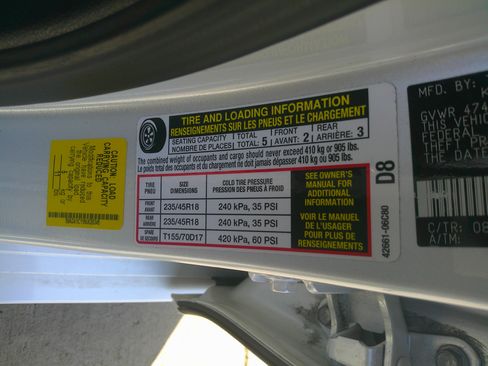 TIRE AND LOADING INFORMATION
RENSEIGNEMENTS SUR LES PNEUS ET LE CHARGEMENT
SEATING CAPACITY TOTAL 5 FRONT 2 REAR 3
NOMBRE DE PLACES TOTAL AVANT: ARRIÈRE:
The combined weight of occupants and cargo should never exceed 410 kg or 905 lbs.
Le poids total des occupants et du chargement ne doit jamais dépasser 410 kg ou 905 lbs.
TIRE SIZE COLD TIRE PRESSURE
PNEU DIMENSIONS PRESSION DES PNEUS À FROID
FRONT
AVANT 235/45R18 240 kPa, 35 PSI
REAR
ARRIÈRE 235/45R18 240 kPa, 35 PSI
SPARE
DE SECOURS T155/70D17 420 kPa, 60 PSI
SEE OWNER'S
MANUAL FOR
ADDITIONAL
INFORMATION
VOIR LE MANUEL
DE L'USAGER
POUR PLUS DE
RENSEIGNEMENTS
D8
42661-06C80
CAUTION LOAD
CARRYING CAPACITY
REDUCED
MFD. BY:
GVWR 474
THIS VEHIC
FEDERAL
THEFT PR
THE DATE
C/TR: 08
A/TM: